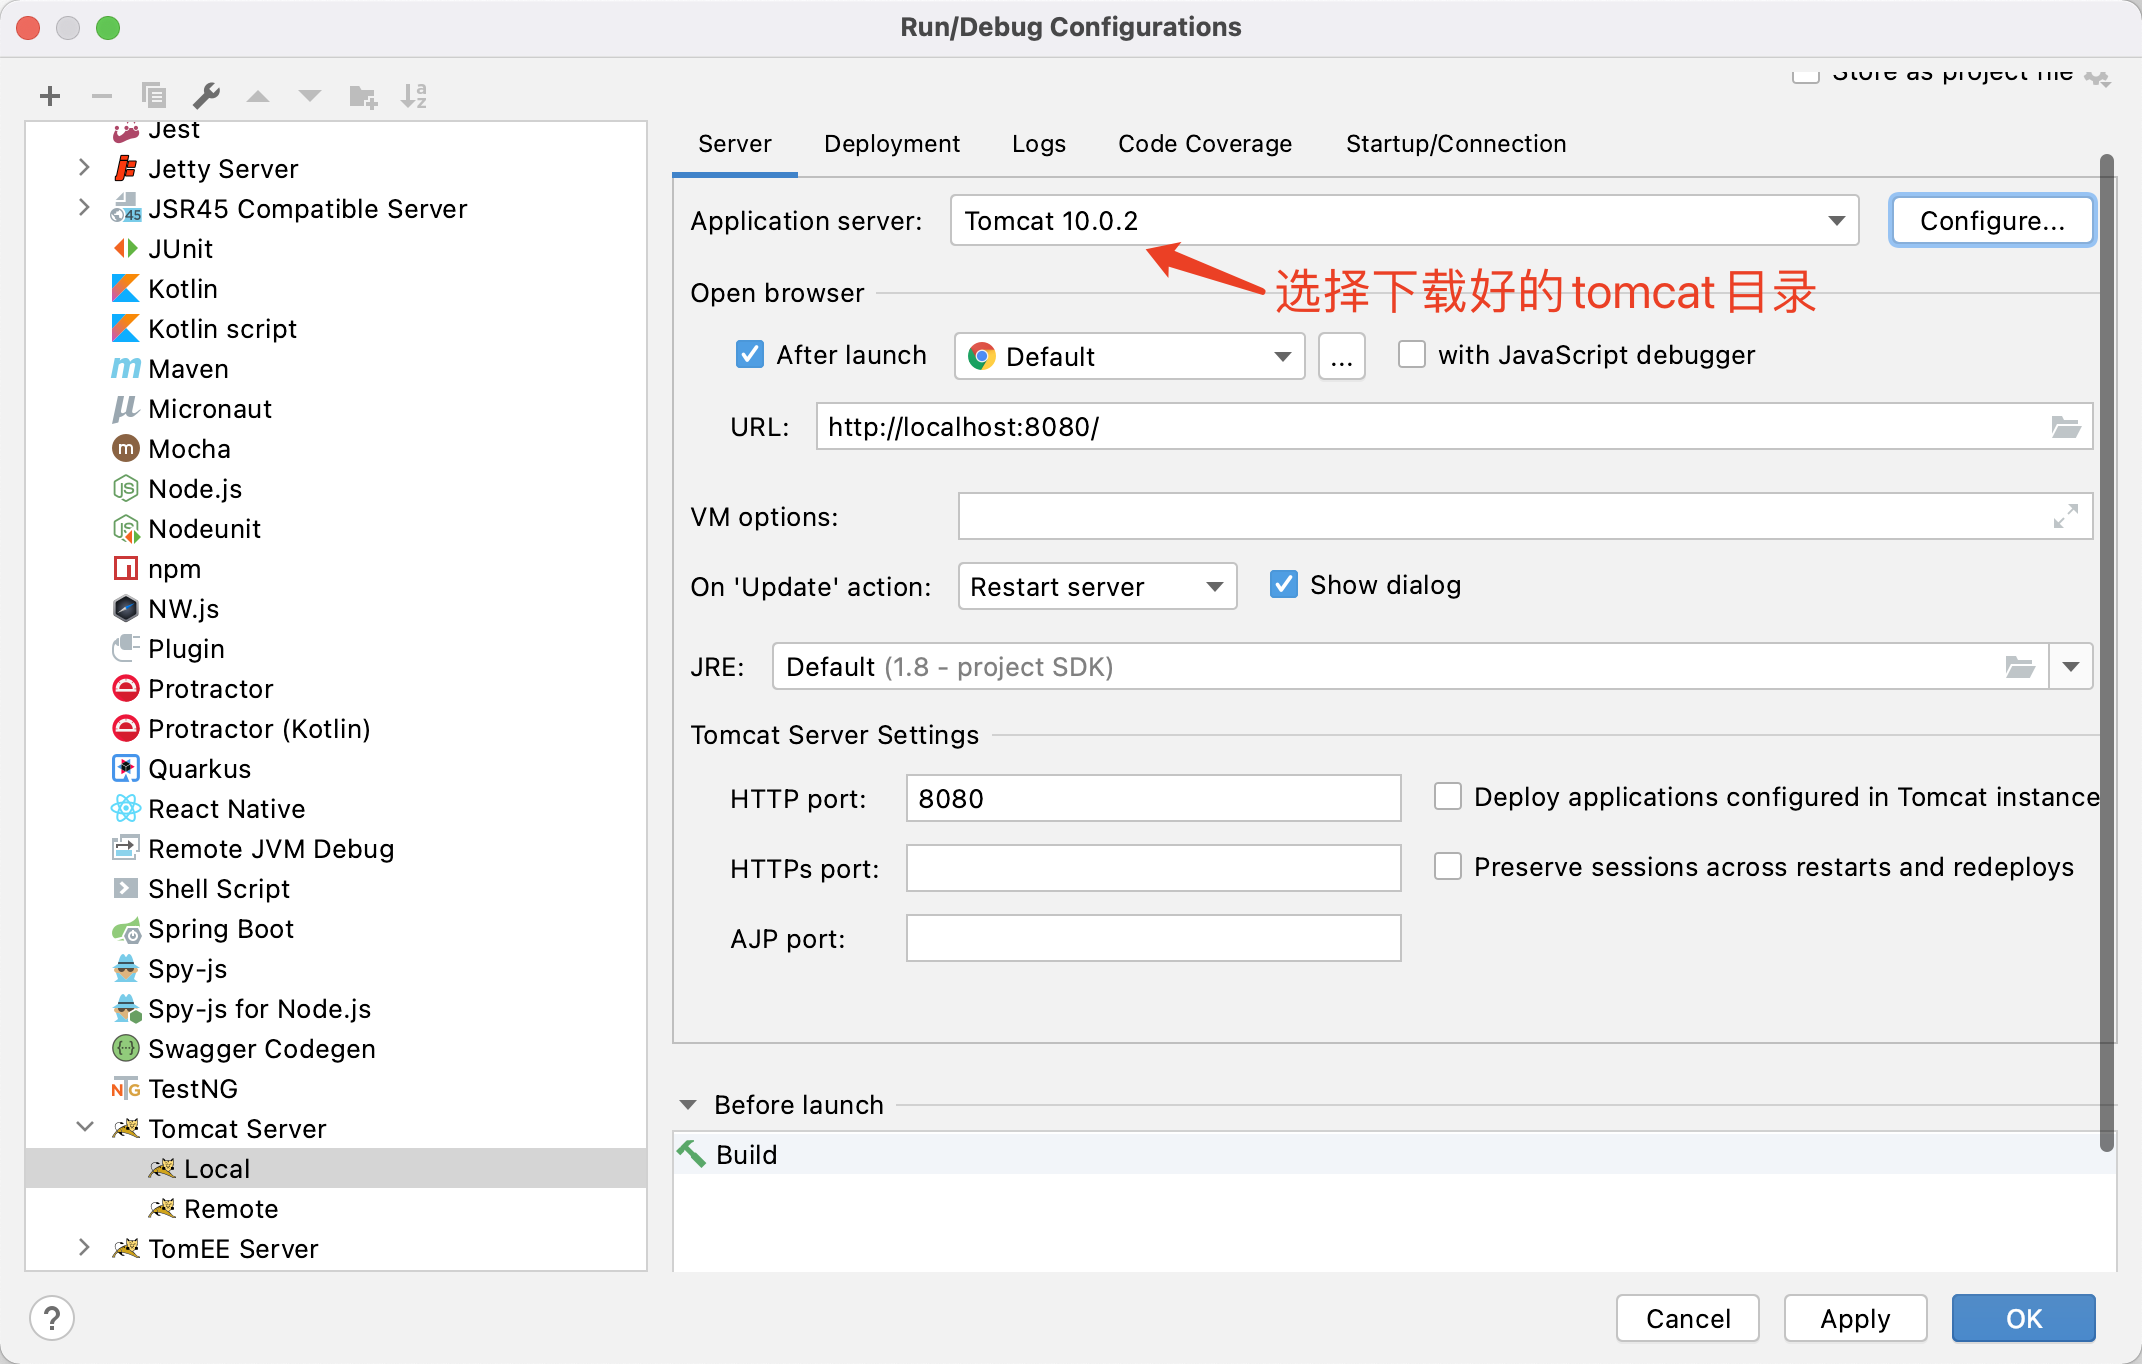 Run/Debug Configurations
Store as project file
Jest
Jetty Server
JSR45 Compatible Server
JUnit
Kotlin
Kotlin script
Maven
Micronaut
Mocha
Node.js
Nodeunit
npm
NW.js
Plugin
Protractor
Protractor (Kotlin)
Quarkus
React Native
Remote JVM Debug
Shell Script
Spring Boot
Spy-js
Spy-js for Node.js
Swagger Codegen
TestNG
Tomcat Server
Local
Remote
TomEE Server
Server Deployment Logs Code Coverage Startup/Connection
Application server: Tomcat 10.0.2 Configure...
选择下载好的tomcat目录
Open browser
After launch Default ... with JavaScript debugger
URL: http://localhost:8080/
VM options:
On 'Update' action: Restart server Show dialog
JRE: Default (1.8 - project SDK)
Tomcat Server Settings
HTTP port: 8080 Deploy applications configured in Tomcat instance
HTTPs port: Preserve sessions across restarts and redeploys
AJP port:
Before launch
Build
? Cancel Apply OK